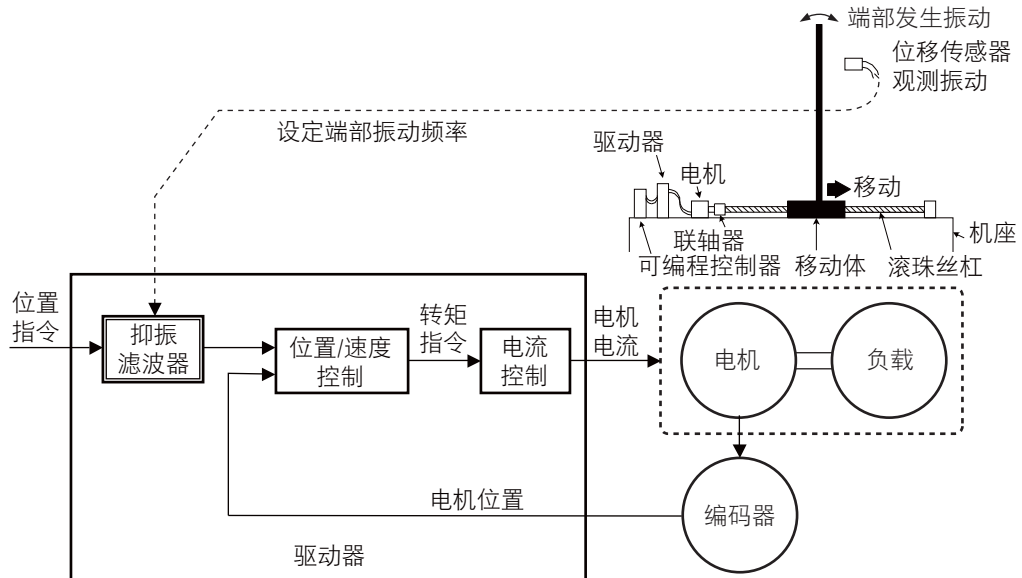 端部发生振动
位移传感器
观测振动
设定端部振动频率
驱动器
电机
移动
联轴器
机座
可编程控制器
移动体
滚珠丝杠
位置
指令
抑振
滤波器
位置/速度
控制
转矩
指令
电流
控制
电机
电流
电机
负载
电机位置
编码器
驱动器